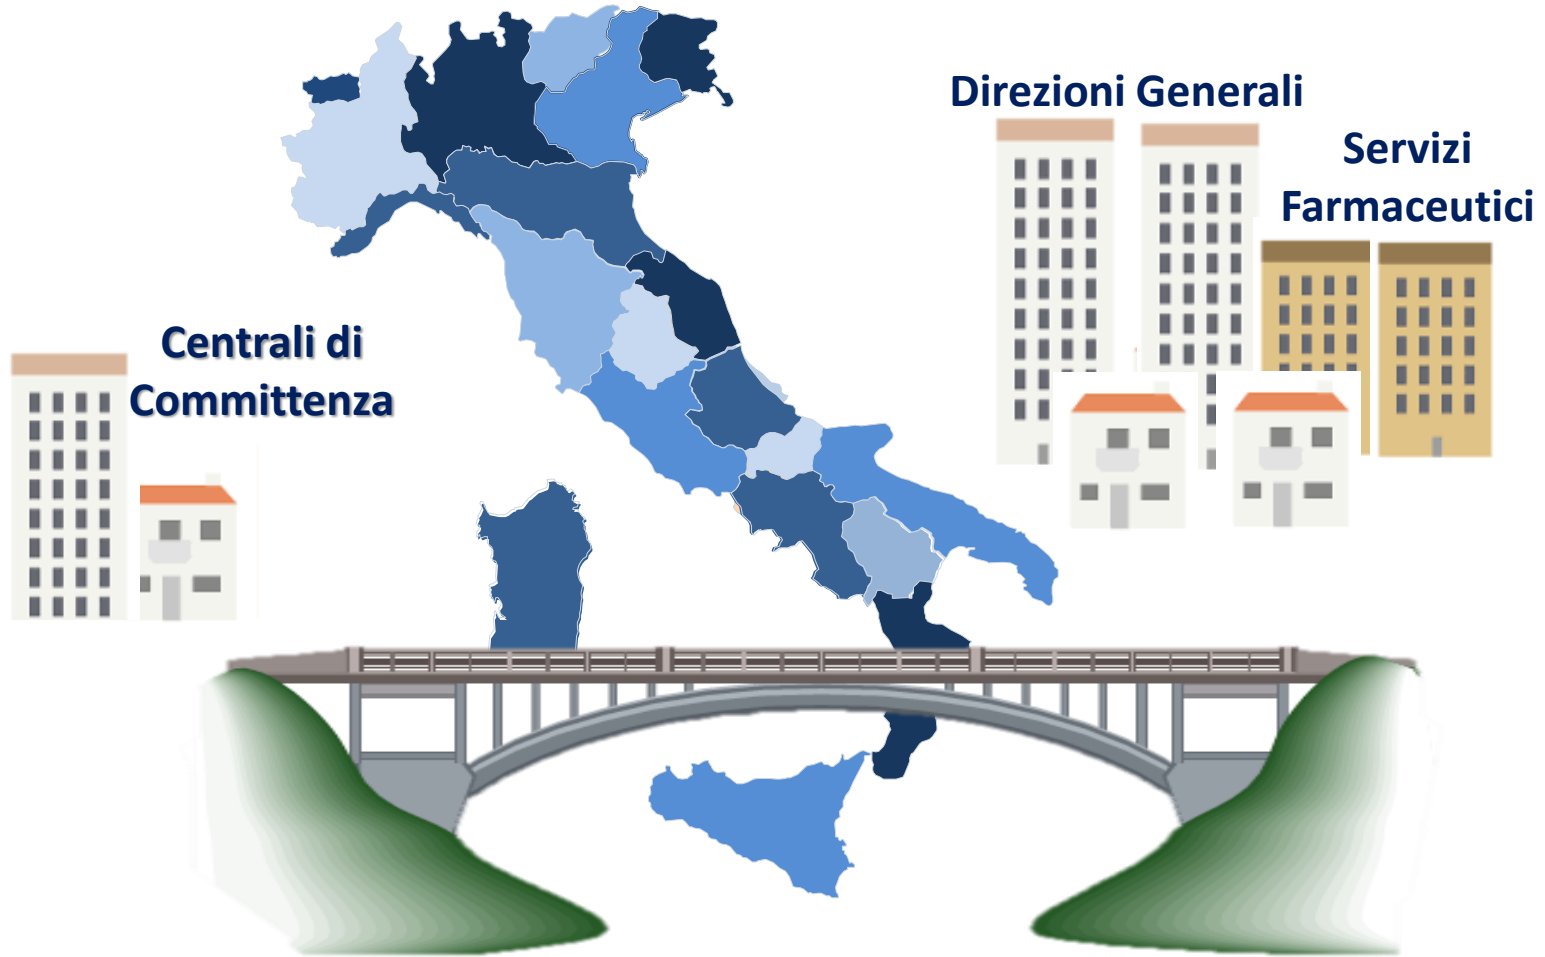 Direzioni Generali
Servizi
Farmaceutici
Centrali di
Committenza